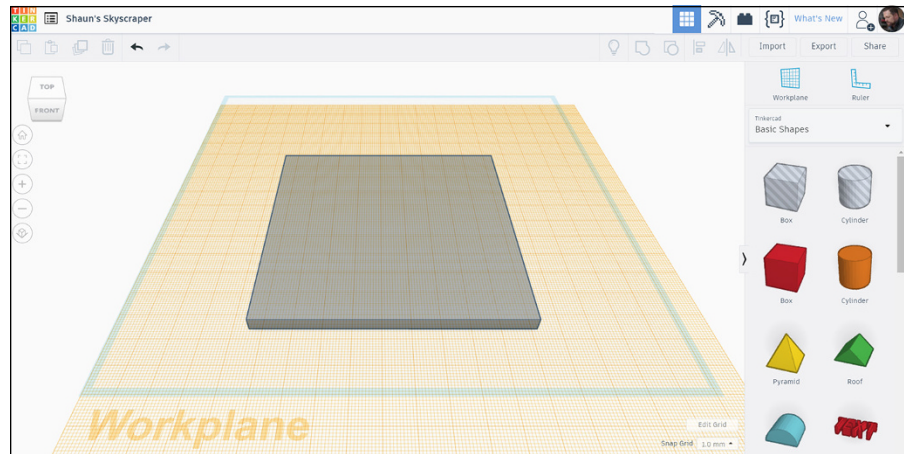 TIN
KER
CAD
Shaun's Skyscraper
What's New
Import
Export
Share
TOP
FRONT
Workplane
Ruler
Tinkercad
Basic Shapes
Box
Cylinder
Box
Cylinder
Pyramid
Roof
TEXT
Workplane
Edit Grid
Snap Grid 1.0 mm